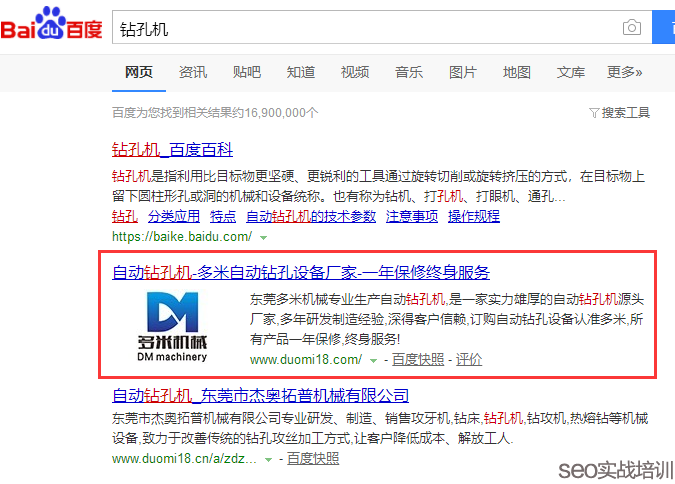 Bai du 百度
钻孔机
网页 资讯 贴吧 知道 视频 音乐 图片 地图 文库 更多»
百度为您找到相关结果约16,900,000个
搜索工具
钻孔机_百度百科
钻孔机是指利用比目标物更坚硬、更锐利的工具通过旋转切削或旋转挤压的方式，在目标物上
留下圆柱形孔或洞的机械和设备统称。也有称为钻机、打孔机、打眼机、通孔...
钻孔 分类应用 特点 自动钻孔机的技术参数 注意事项 操作规程
https://baike.baidu.com/
自动钻孔机-多米自动钻孔设备厂家-一年保修终身服务
DM
多米机械
DM machinery
东莞多米机械专业生产自动钻孔机,是一家实力雄厚的自动钻孔机源头
厂家,多年研发制造经验,深得客户信赖,订购自动钻孔设备认准多米,所
有产品一年保修,终身服务!
www.duomi18.com/ - 百度快照 - 评价
自动钻孔机_东莞市杰奥拓普机械有限公司
东莞市杰奥拓普机械有限公司专业研发、制造、销售攻牙机,钻床,钻孔机,钻攻机,热熔钻等机械
设备,致力于改善传统的钻孔攻丝加工方式,让客户降低成本、解放工人.
www.duomi18.cn/a/zdz... - 百度快照
seo实战培训